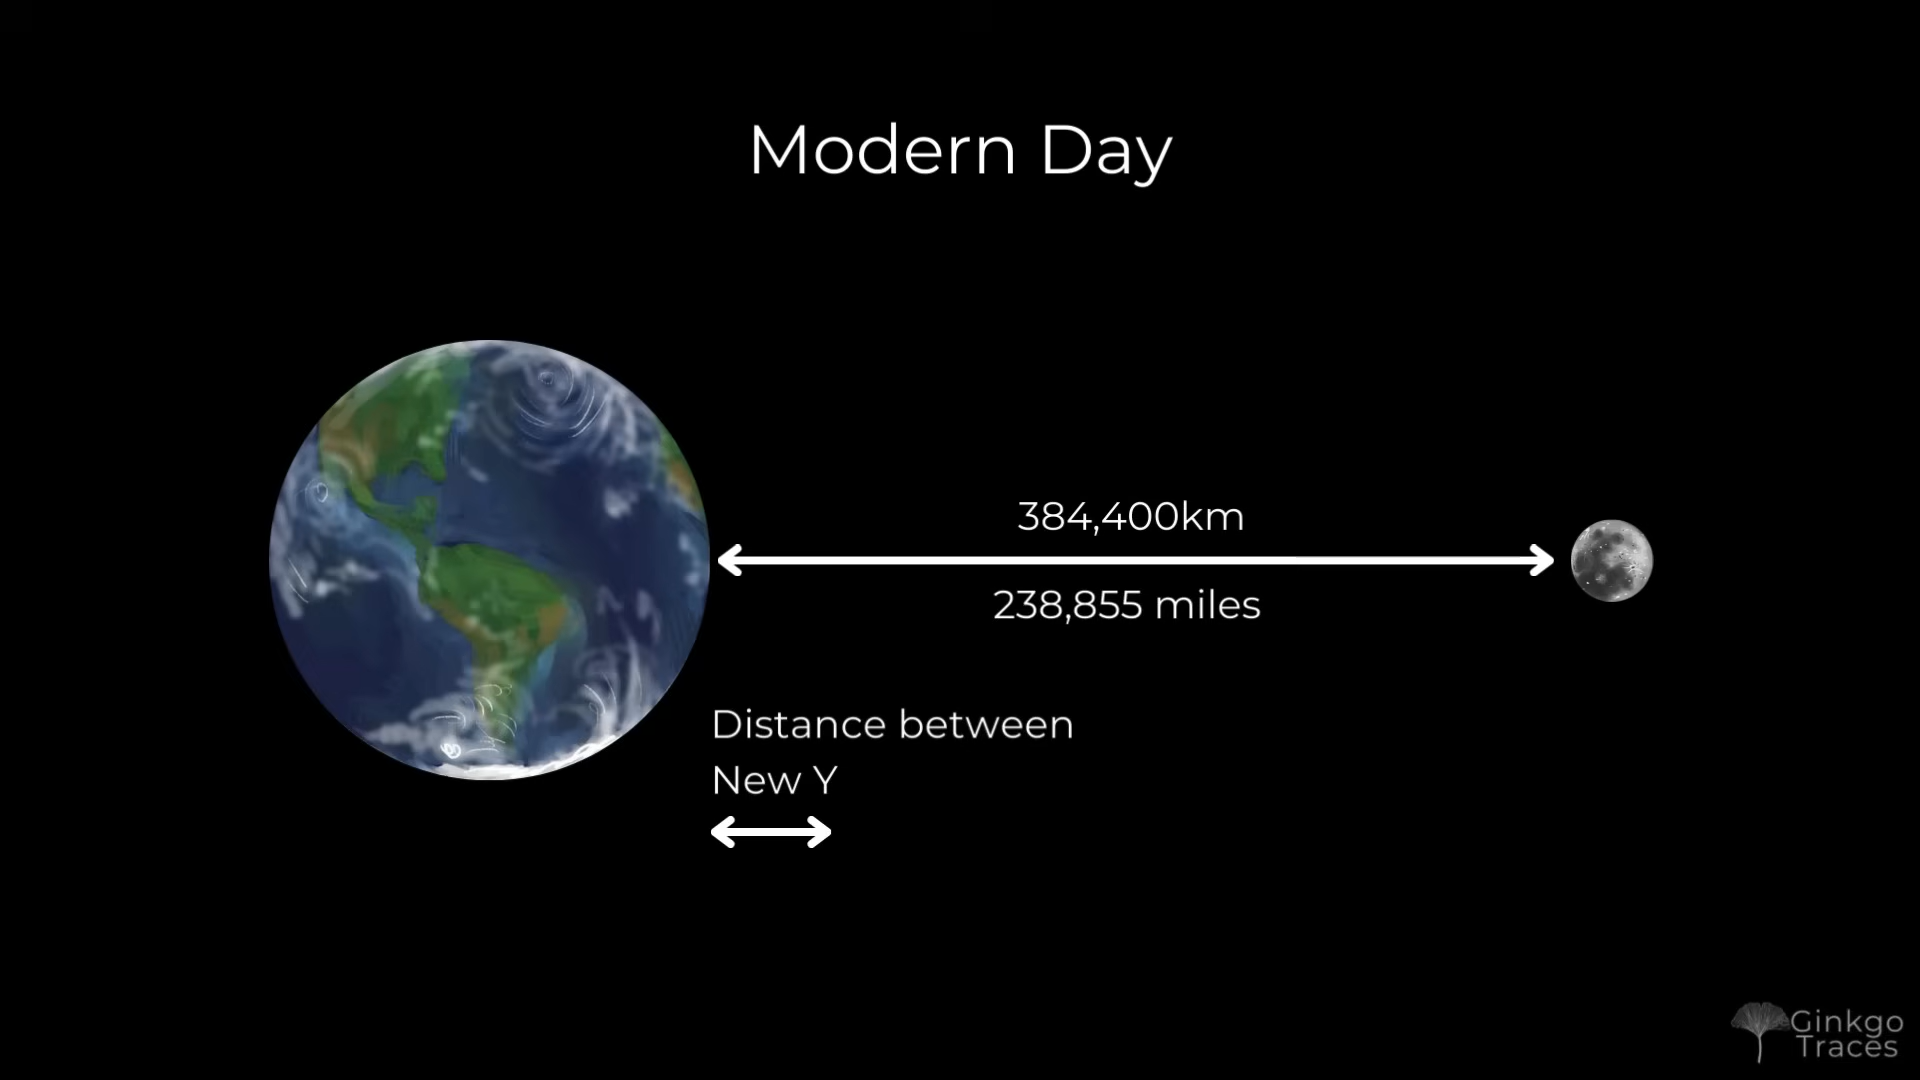 Modern Day
384,400km
238,855 miles
Distance between
New Y
Ginkgo
Traces